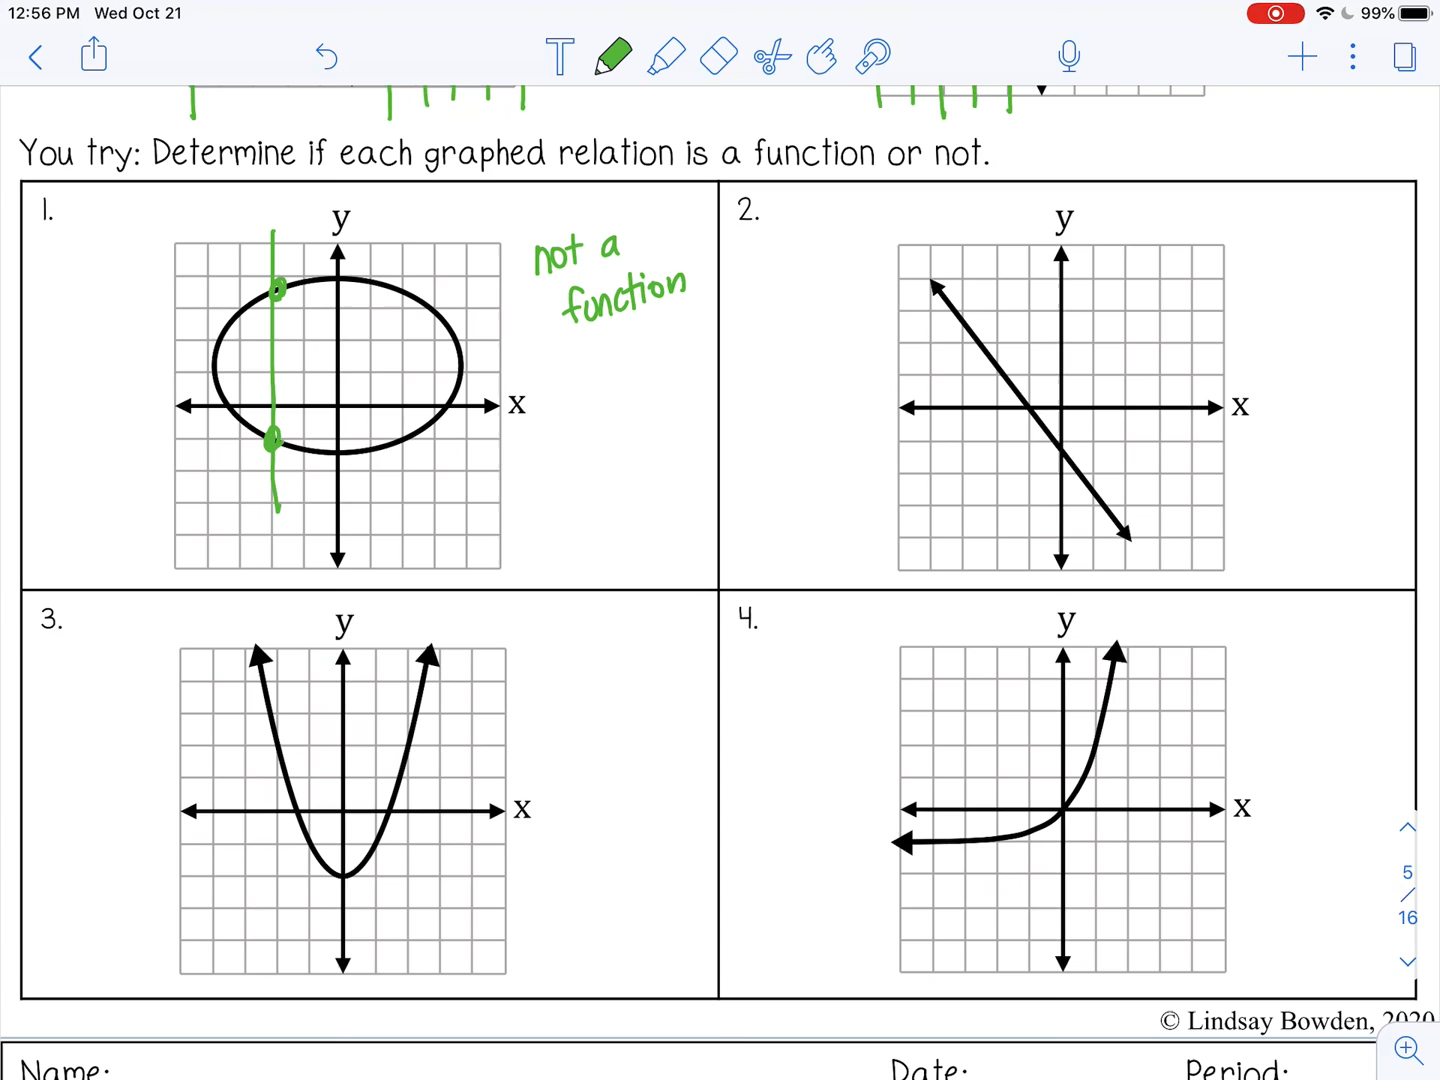 12:56 PM Wed Oct 21
99%
T
You try: Determine if each graphed relation is a function or not.
1.
y
x
not a
function
2.
y
x
3.
y
x
4.
y
x
5
/
16
© Lindsay Bowden, 2020
Name:
Date:
Period: